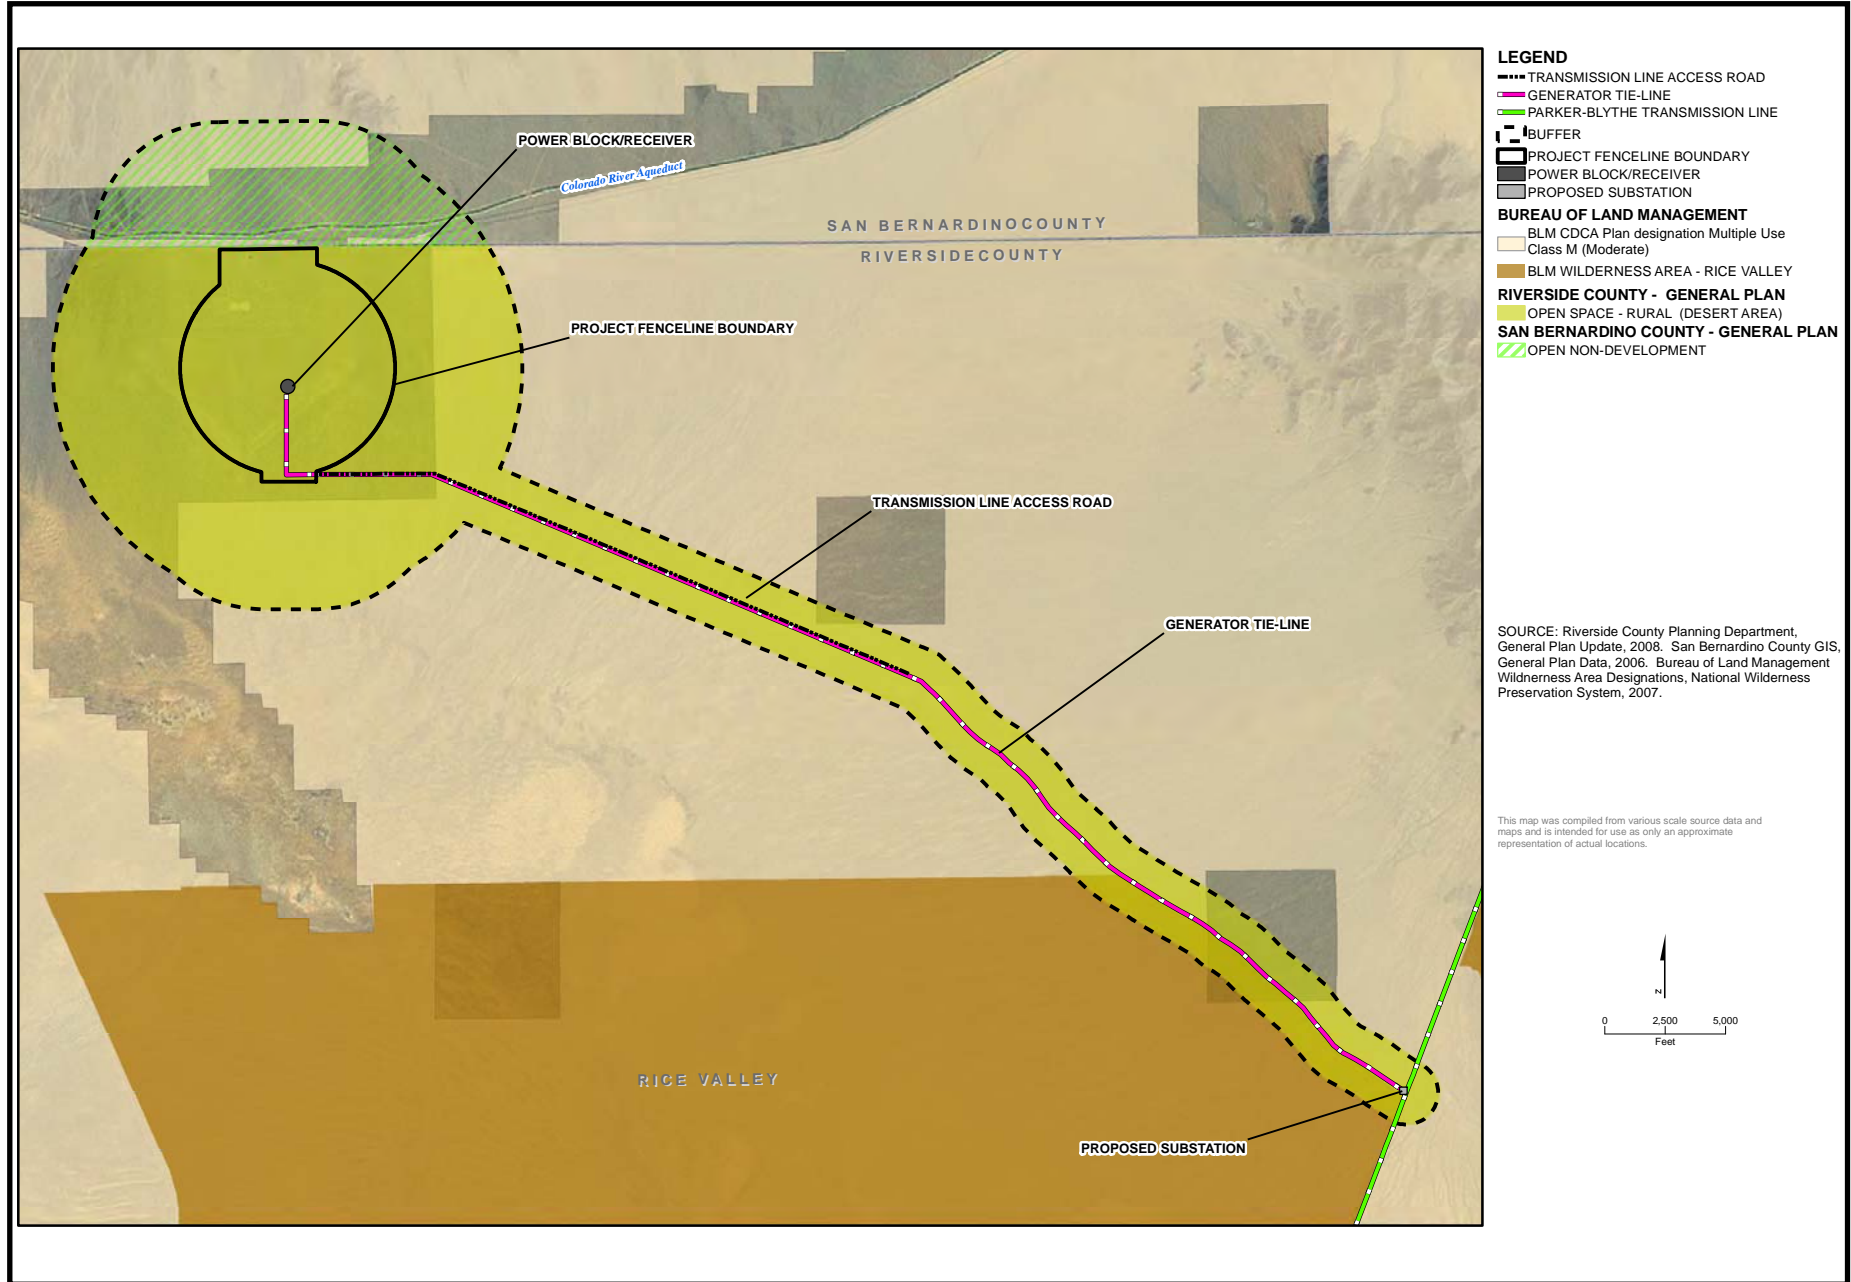 POWER BLOCK/RECEIVER
Colorado River Aqueduct
SAN BERNARDINOCOUNTY
RIVERSIDECOUNTY
PROJECT FENCELINE BOUNDARY
TRANSMISSION LINE ACCESS ROAD
GENERATOR TIE-LINE
RICE VALLEY
PROPOSED SUBSTATION
LEGEND
TRANSMISSION LINE ACCESS ROAD
GENERATOR TIE-LINE
PARKER-BLYTHE TRANSMISSION LINE
BUFFER
PROJECT FENCELINE BOUNDARY
POWER BLOCK/RECEIVER
PROPOSED SUBSTATION
BUREAU OF LAND MANAGEMENT
BLM CDCA Plan designation Multiple Use
Class M (Moderate)
BLM WILDERNESS AREA - RICE VALLEY
RIVERSIDE COUNTY - GENERAL PLAN
OPEN SPACE - RURAL (DESERT AREA)
SAN BERNARDINO COUNTY - GENERAL PLAN
OPEN NON-DEVELOPMENT
SOURCE: Riverside County Planning Department,
General Plan Update, 2008. San Bernardino County GIS,
General Plan Data, 2006. Bureau of Land Management
Wildnerness Area Designations, National Wilderness
Preservation System, 2007.
This map was compiled from various scale source data and
maps and is intended for use as only an approximate
representation of actual locations.
N
0 2,500 5,000
Feet